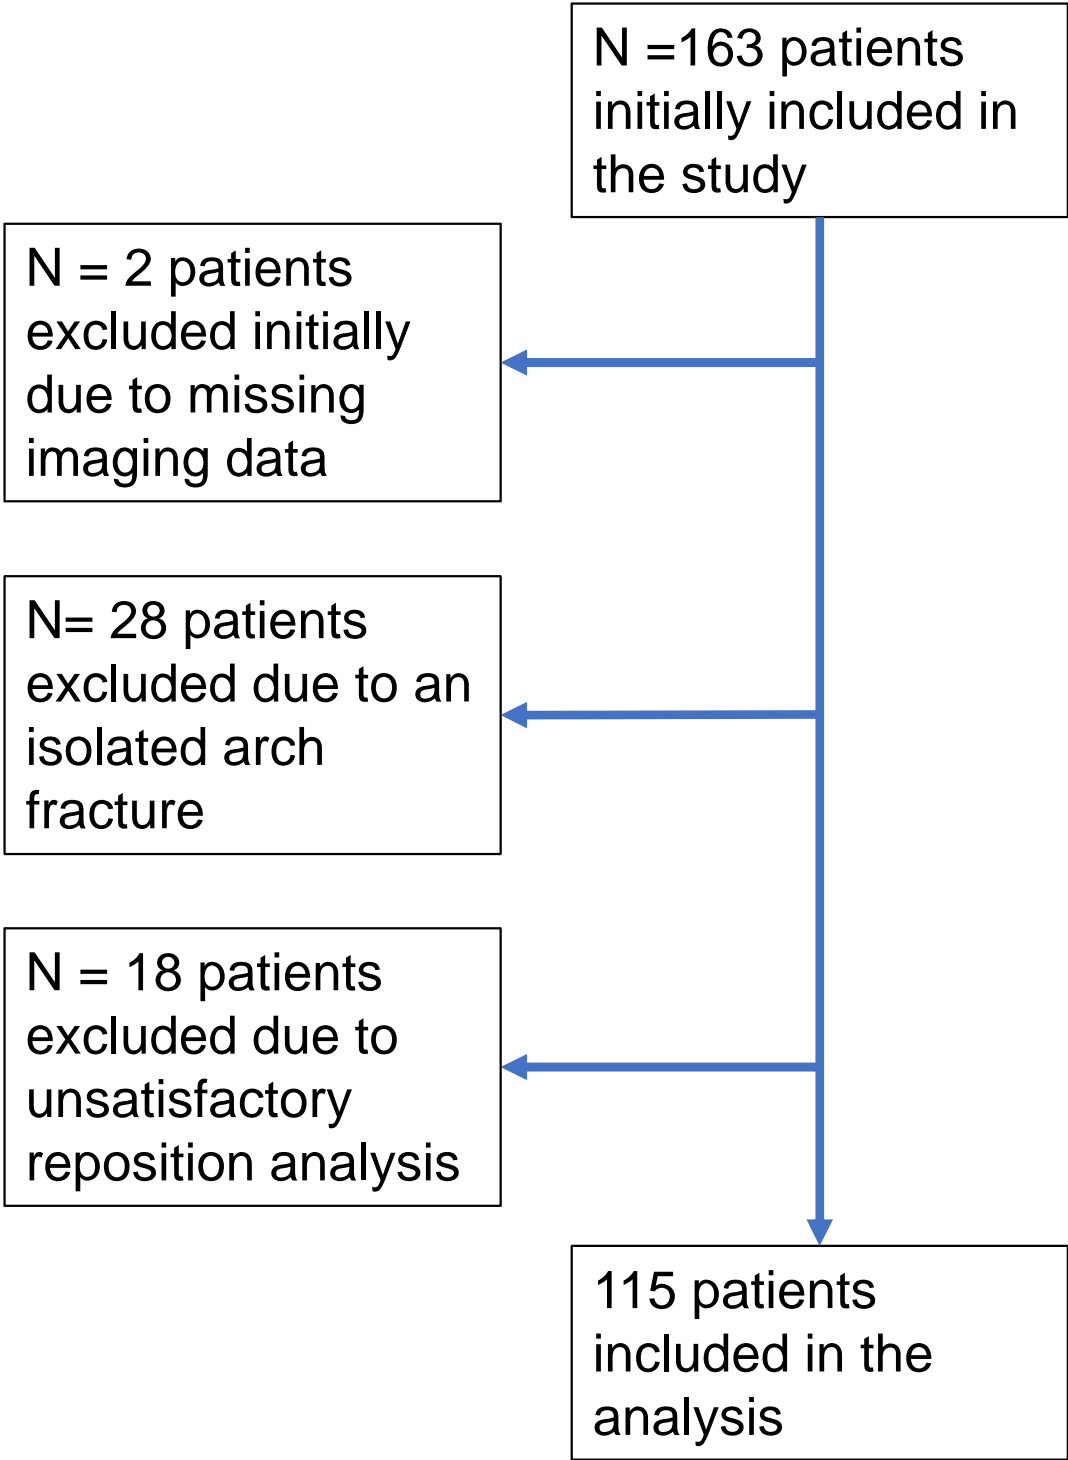 N =163 patients
initially included in
the study
N = 2 patients
excluded initially
due to missing
imaging data
N= 28 patients
excluded due to an
isolated arch
fracture
N = 18 patients
excluded due to
unsatisfactory
reposition analysis
115 patients
included in the
analysis